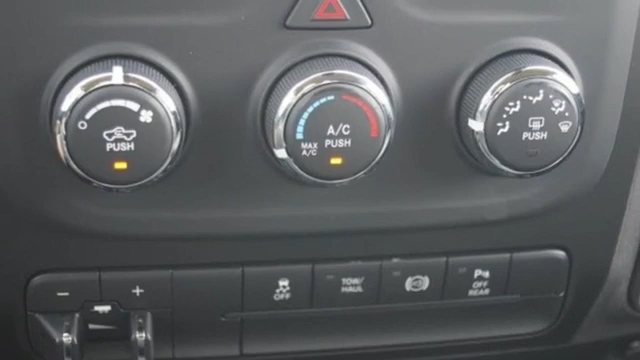 PUSH
A/C
MAX
A/C
PUSH
PUSH
− +
OFF
TOW/
HAUL
P
OFF
REAR